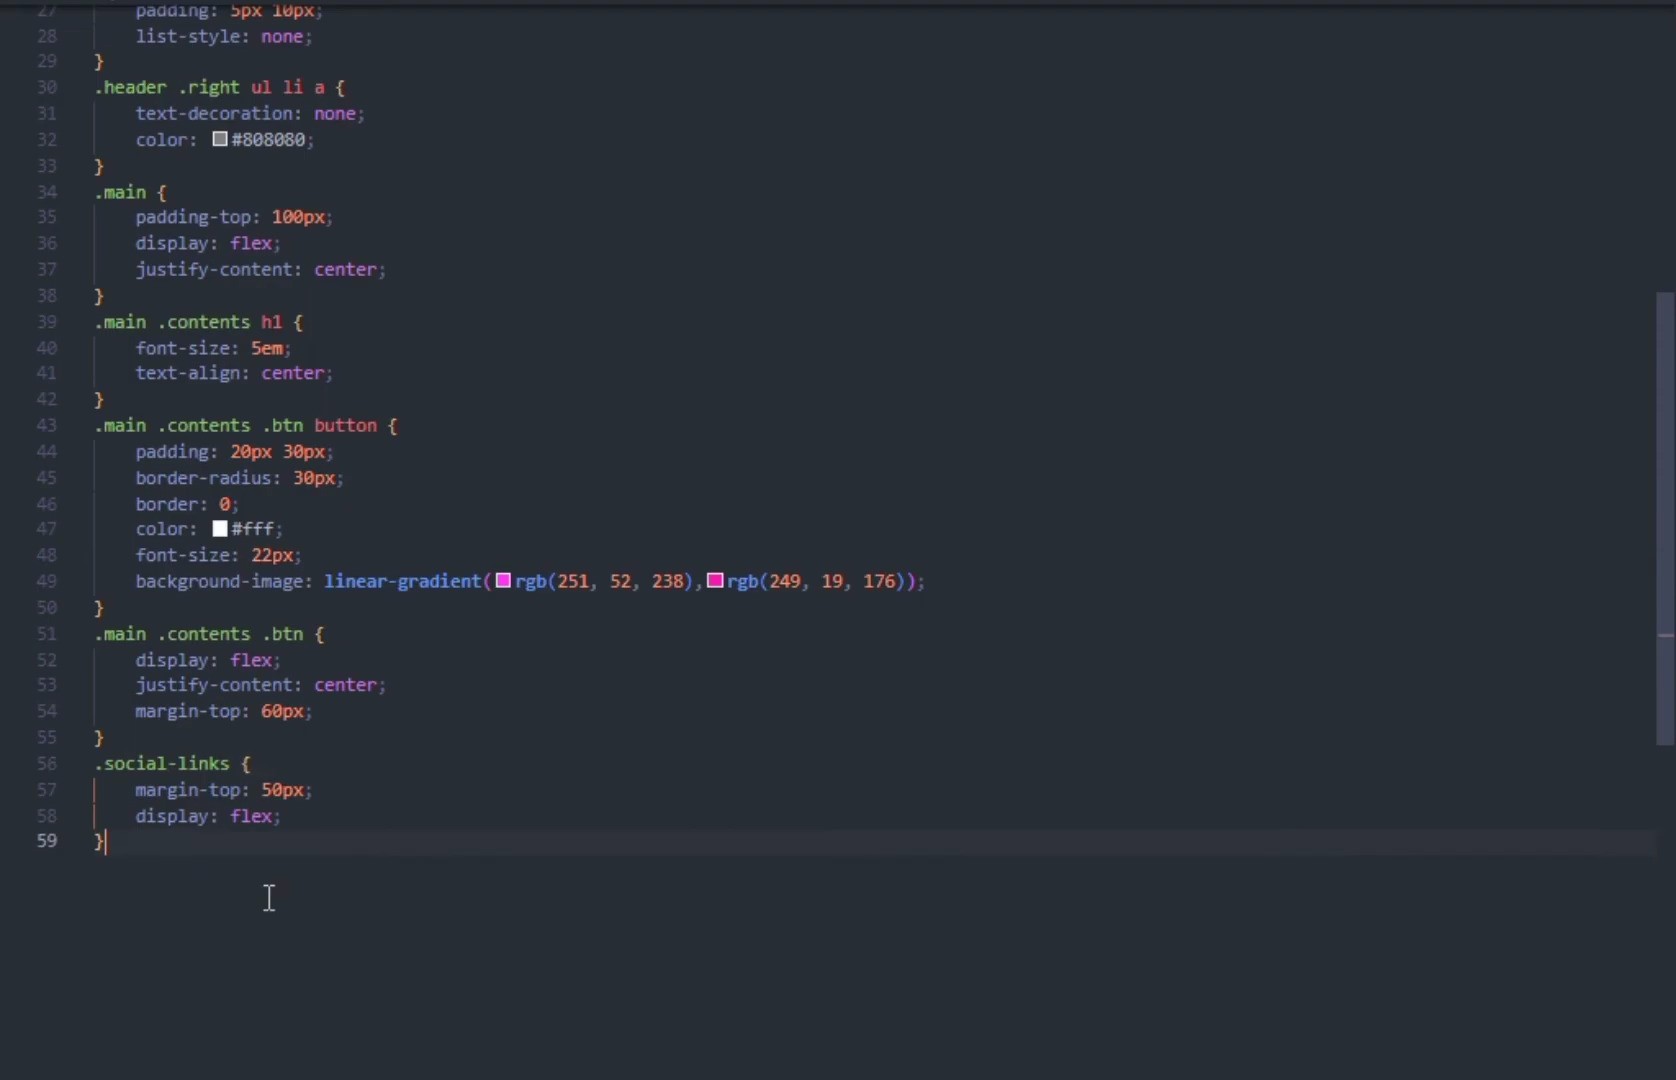 27 padding: 5px 10px;
28 list-style: none;
29 }
30 .header .right ul li a {
31 text-decoration: none;
32 color: #808080;
33 }
34 .main {
35 padding-top: 100px;
36 display: flex;
37 justify-content: center;
38 }
39 .main .contents h1 {
40 font-size: 5em;
41 text-align: center;
42 }
43 .main .contents .btn button {
44 padding: 20px 30px;
45 border-radius: 30px;
46 border: 0;
47 color: #fff;
48 font-size: 22px;
49 background-image: linear-gradient(rgb(251, 52, 238),rgb(249, 19, 176));
50 }
51 .main .contents .btn {
52 display: flex;
53 justify-content: center;
54 margin-top: 60px;
55 }
56 .social-links {
57 margin-top: 50px;
58 display: flex;
59 }